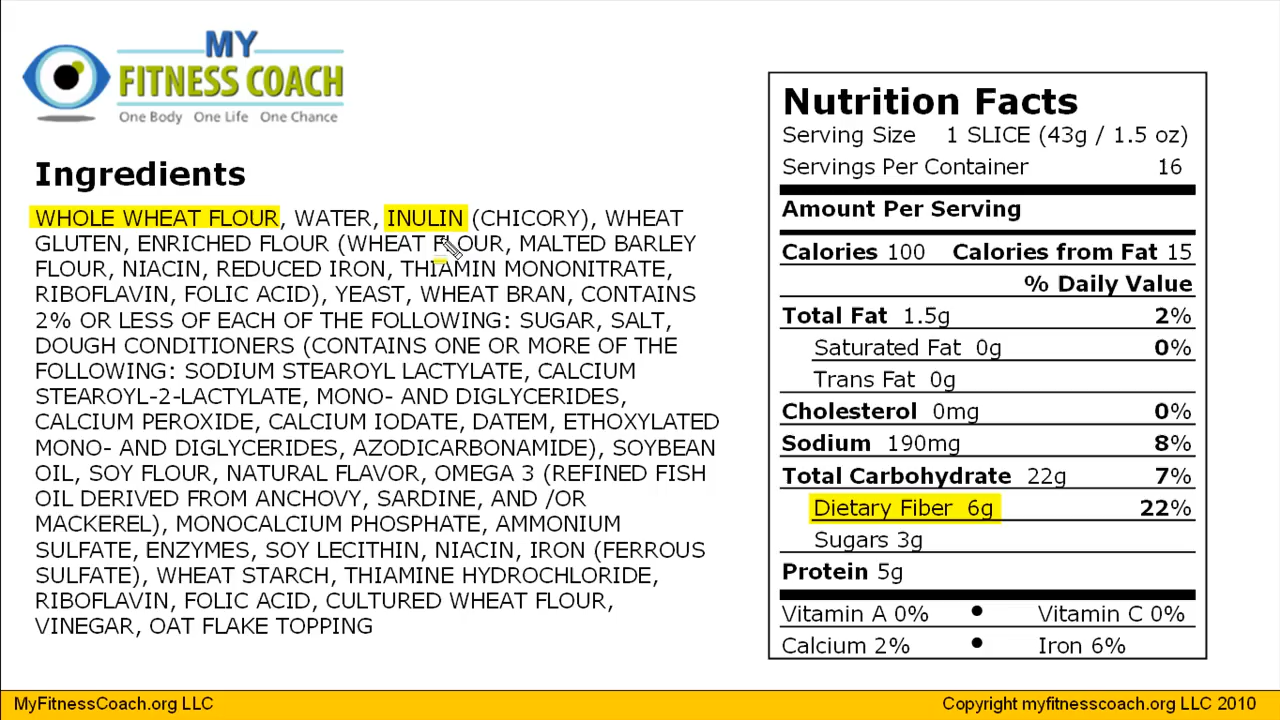 MY
FITNESS COACH
One Body One Life One Chance
Ingredients
WHOLE WHEAT FLOUR, WATER, INULIN (CHICORY), WHEAT
GLUTEN, ENRICHED FLOUR (WHEAT FLOUR, MALTED BARLEY
FLOUR, NIACIN, REDUCED IRON, THIAMIN MONONITRATE,
RIBOFLAVIN, FOLIC ACID), YEAST, WHEAT BRAN, CONTAINS
2% OR LESS OF EACH OF THE FOLLOWING: SUGAR, SALT,
DOUGH CONDITIONERS (CONTAINS ONE OR MORE OF THE
FOLLOWING: SODIUM STEAROYL LACTYLATE, CALCIUM
STEAROYL-2-LACTYLATE, MONO- AND DIGLYCERIDES,
CALCIUM PEROXIDE, CALCIUM IODATE, DATEM, ETHOXYLATED
MONO- AND DIGLYCERIDES, AZODICARBONAMIDE), SOYBEAN
OIL, SOY FLOUR, NATURAL FLAVOR, OMEGA 3 (REFINED FISH
OIL DERIVED FROM ANCHOVY, SARDINE, AND /OR
MACKEREL), MONOCALCIUM PHOSPHATE, AMMONIUM
SULFATE, ENZYMES, SOY LECITHIN, NIACIN, IRON (FERROUS
SULFATE), WHEAT STARCH, THIAMINE HYDROCHLORIDE,
RIBOFLAVIN, FOLIC ACID, CULTURED WHEAT FLOUR,
VINEGAR, OAT FLAKE TOPPING
Nutrition Facts
Serving Size 1 SLICE (43g / 1.5 oz)
Servings Per Container 16
Amount Per Serving
Calories 100 Calories from Fat 15
% Daily Value
Total Fat 1.5g 2%
Saturated Fat 0g 0%
Trans Fat 0g
Cholesterol 0mg 0%
Sodium 190mg 8%
Total Carbohydrate 22g 7%
Dietary Fiber 6g 22%
Sugars 3g
Protein 5g
Vitamin A 0% • Vitamin C 0%
Calcium 2% • Iron 6%
MyFitnessCoach.org LLC
Copyright myfitnesscoach.org LLC 2010